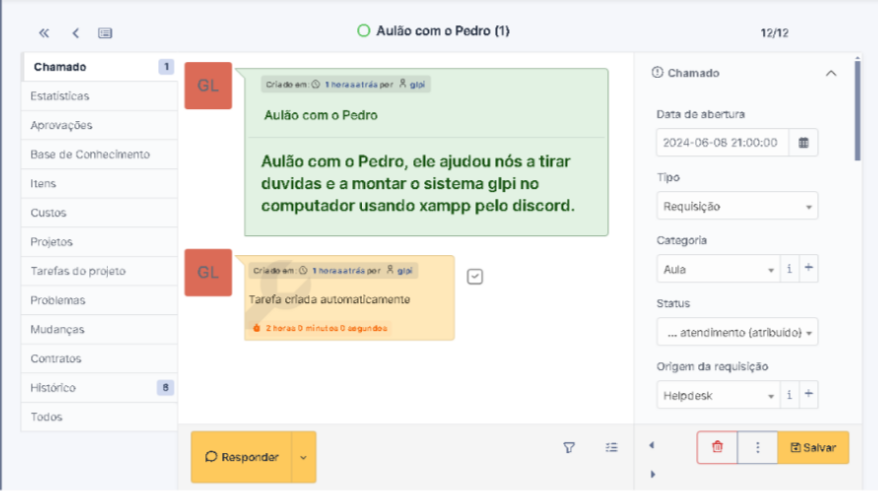 Aulão com o Pedro (1)
12/12
Chamado 1
Estatísticas
Aprovações
Base de Conhecimento
Itens
Custos
Projetos
Tarefas do projeto
Problemas
Mudanças
Contratos
Histórico 6
Todos
GL
Criado em: 1 hora atrás por glpi
Aulão com o Pedro
Aulão com o Pedro, ele ajudou nós a tirar
duvidas e a montar o sistema glpi no
computador usando xampp pelo discord.
GL
Criado em: 1 hora atrás por glpi
Tarefa criada automaticamente
2 horas 0 minutos 0 segundos
Responder
Chamado
Data de abertura
2024-06-06 21:00:00
Tipo
Requisição
Categoria
Aula
Status
... atendimento (atribuído)
Origem da requisição
Helpdesk
Salvar